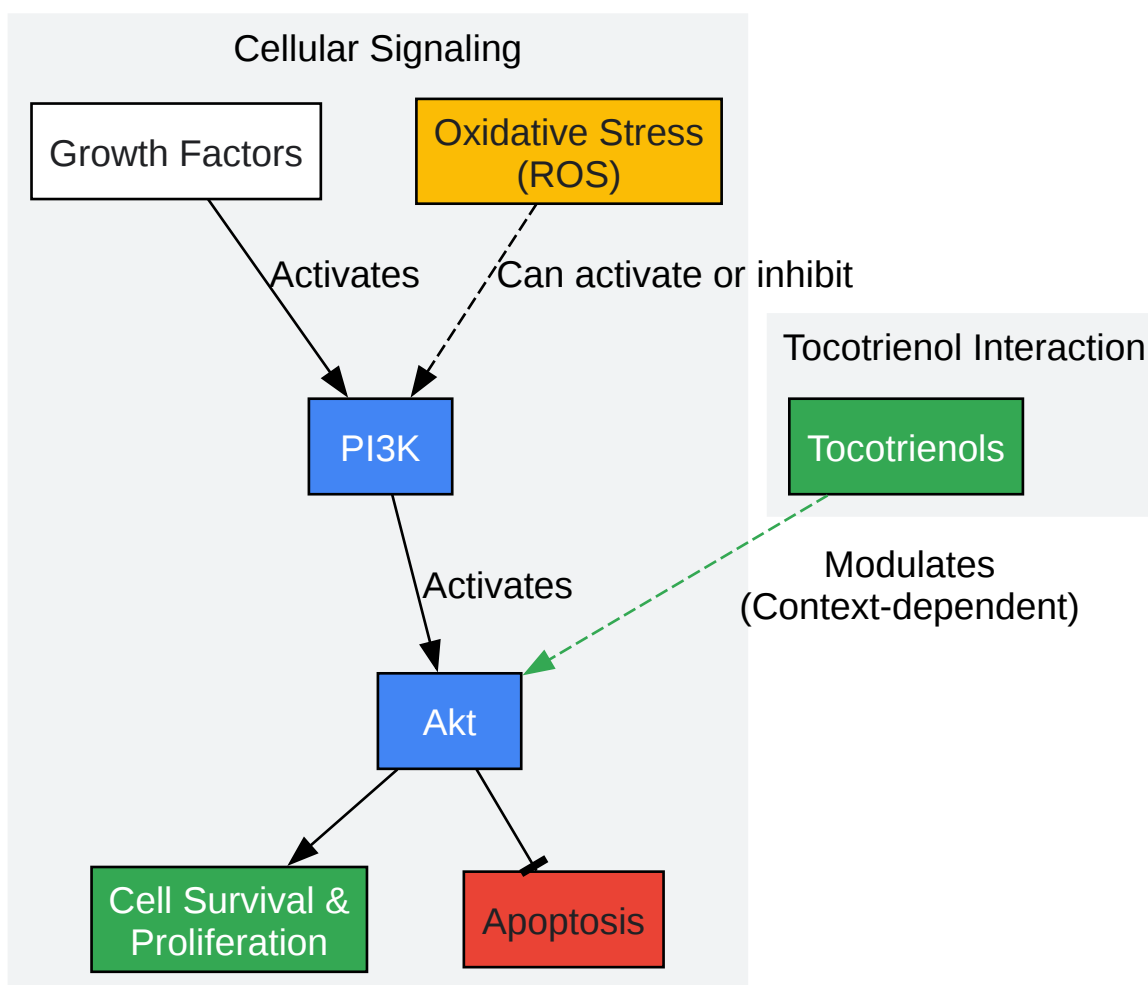 Cellular Signaling
Growth Factors
Oxidative Stress
(ROS)
Activates
Can activate or inhibit
Tocotrienol Interaction
PI3K
Tocotrienols
Activates
Modulates
(Context-dependent)
Akt
Cell Survival &
Proliferation
Apoptosis